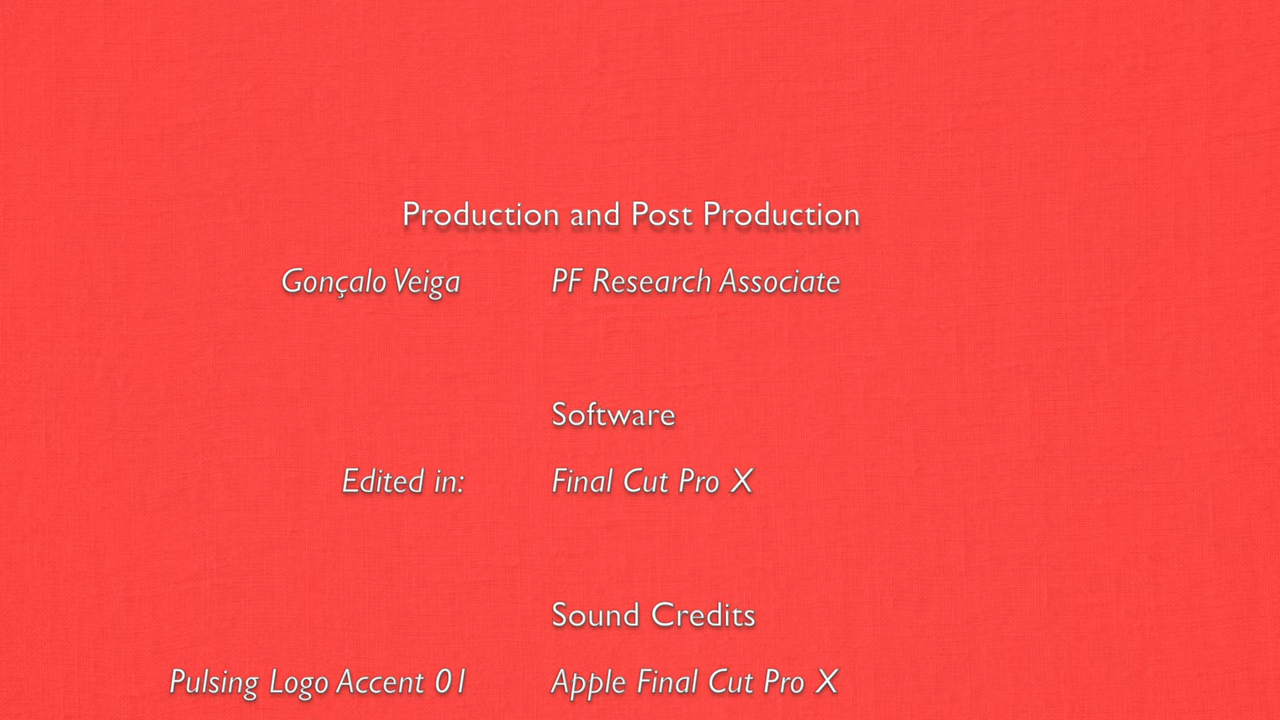 Production and Post Production
Gonçalo Veiga PF Research Associate
Software
Edited in: Final Cut Pro X
Sound Credits
Pulsing Logo Accent 01 Apple Final Cut Pro X